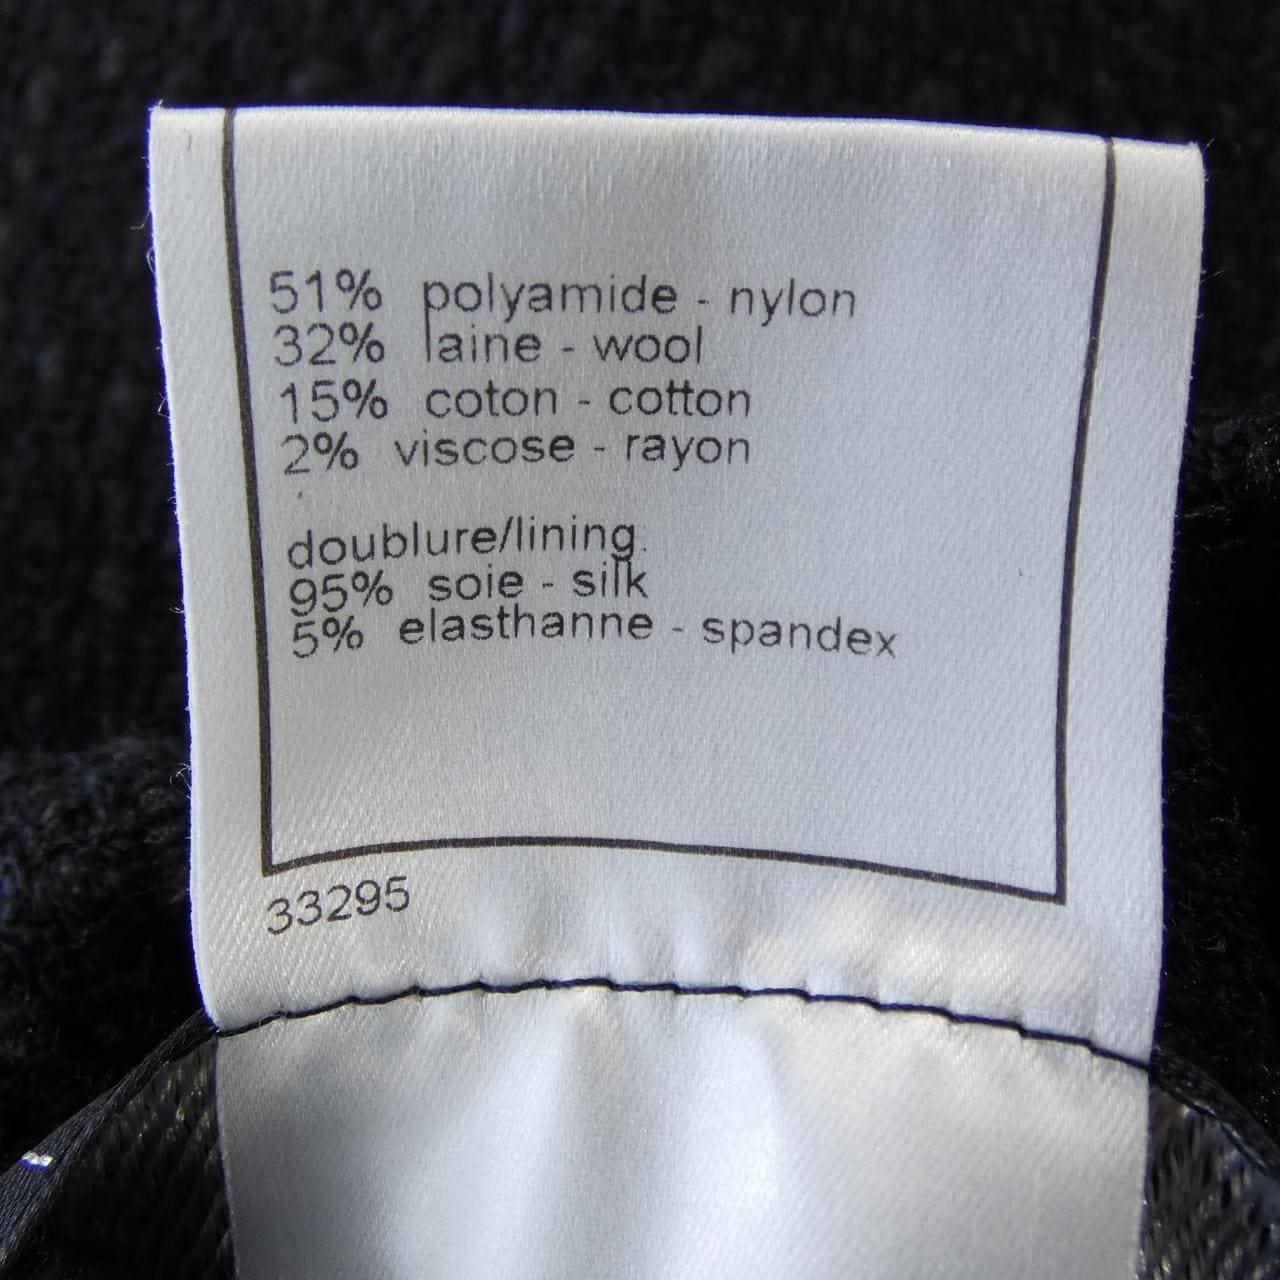 51% polyamide - nylon
32% laine - wool
15% coton - cotton
2% viscose - rayon
doublure/lining:
95% soie - silk
5% elasthanne - spandex
33295